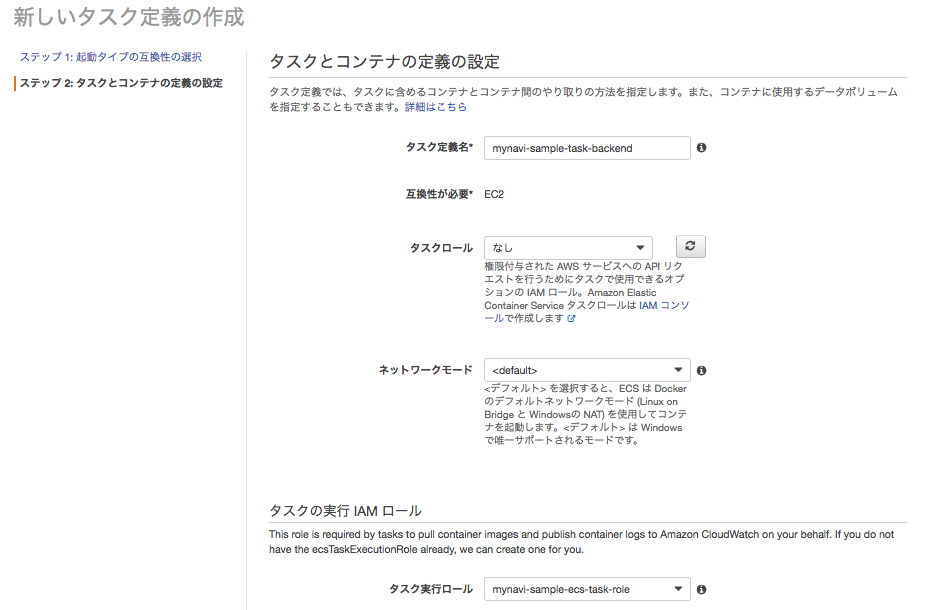 新しいタスク定義の作成
ステップ 1: 起動タイプの互換性の選択
ステップ 2: タスクとコンテナの定義の設定
タスクとコンテナの定義の設定
タスク定義では、タスクに含めるコンテナとコンテナ間のやり取りの方法を指定します。また、コンテナに使用するデータボリューム
を指定することもできます。詳細はこちら
タスク定義名* mynavi-sample-task-backend
互換性が必要* EC2
タスクロール なし
権限付与された AWS サービスへの API リク
エストを行うためにタスクで使用できるオプ
ションの IAM ロール。Amazon Elastic
Container Service タスクロールは IAM コンソ
ールで作成します
ネットワークモード <default>
<デフォルト> を選択すると、ECS は Docker
のデフォルトネットワークモード (Linux on
Bridge と Windowsの NAT) を使用してコンテ
ナを起動します。<デフォルト> は Windows
で唯一サポートされるモードです。
タスクの実行 IAM ロール
This role is required by tasks to pull container images and publish container logs to Amazon CloudWatch on your behalf. If you do not
have the ecsTaskExecutionRole already, we can create one for you.
タスク実行ロール mynavi-sample-ecs-task-role